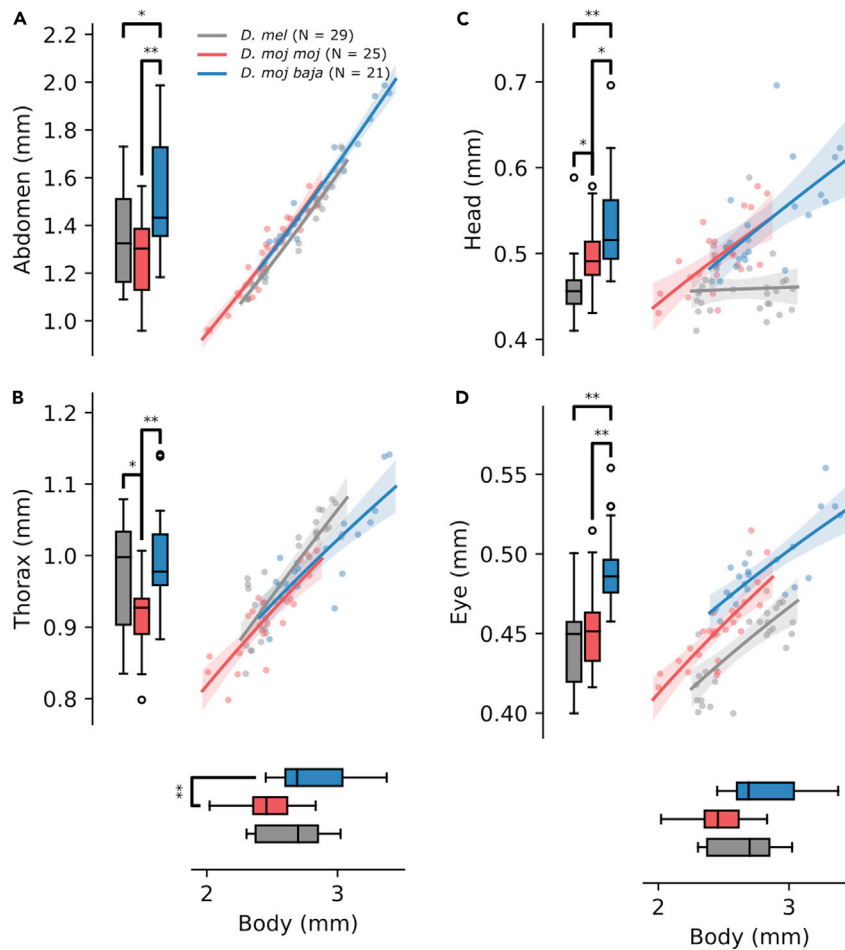 A
Abdomen (mm)
2.2
2.0
1.8
1.6
1.4
1.2
1.0
*
**
D. mel (N = 29)
D. moj moj (N = 25)
D. moj baja (N = 21)
C
Head (mm)
0.7
0.6
0.5
0.4
**
*
*
B
Thorax (mm)
1.2
1.1
1.0
0.9
0.8
**
*
D
Eye (mm)
0.55
0.50
0.45
0.40
**
**
**
2 3
Body (mm)
2 3
Body (mm)